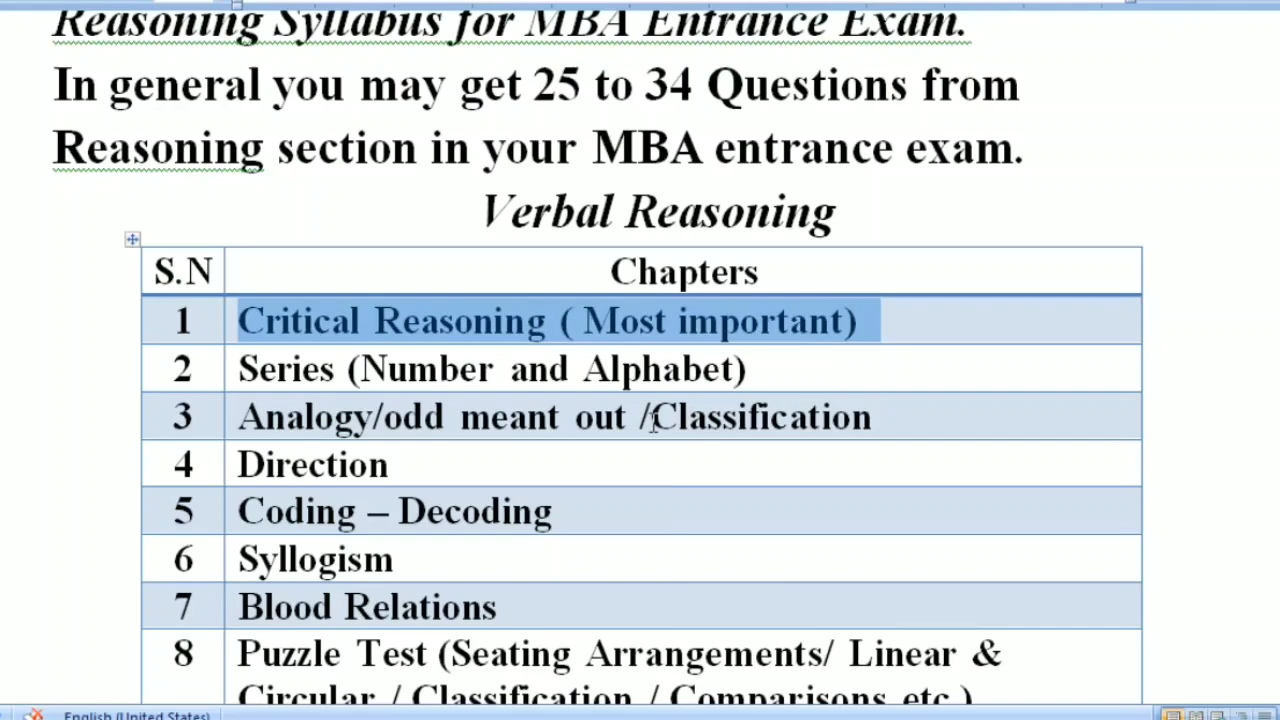 Reasoning Syllabus for MBA Entrance Exam.
In general you may get 25 to 34 Questions from
Reasoning section in your MBA entrance exam.
Verbal Reasoning
S.N Chapters
1 Critical Reasoning ( Most important)
2 Series (Number and Alphabet)
3 Analogy/odd meant out /Classification
4 Direction
5 Coding – Decoding
6 Syllogism
7 Blood Relations
8 Puzzle Test (Seating Arrangements/ Linear &
Circular / Classification / Comparisons etc.)
English (United States)